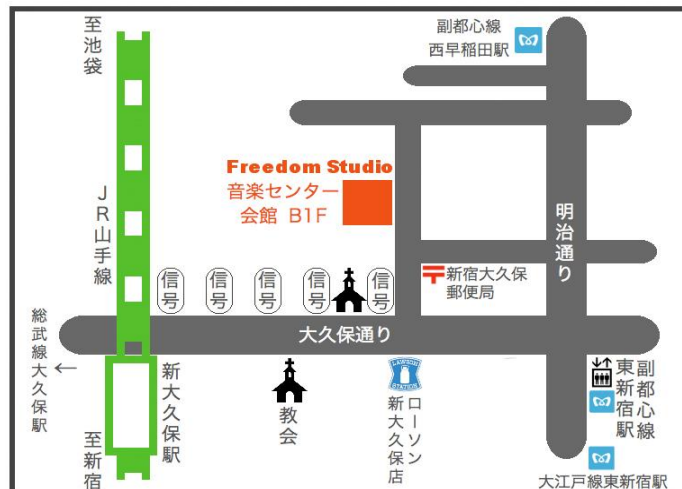 至池袋
副都心線
西早稲田駅
JR山手線
Freedom Studio
音楽センター
会館 B1F
明治通り
信号
信号
信号
信号
信号
新宿大久保
郵便局
総武線大久保駅
←
大久保通り
新大久保駅
至新宿
教会
LAWSON
STATION
ローソン
新大久保店
副都心線
東新宿駅
大江戸線東新宿駅